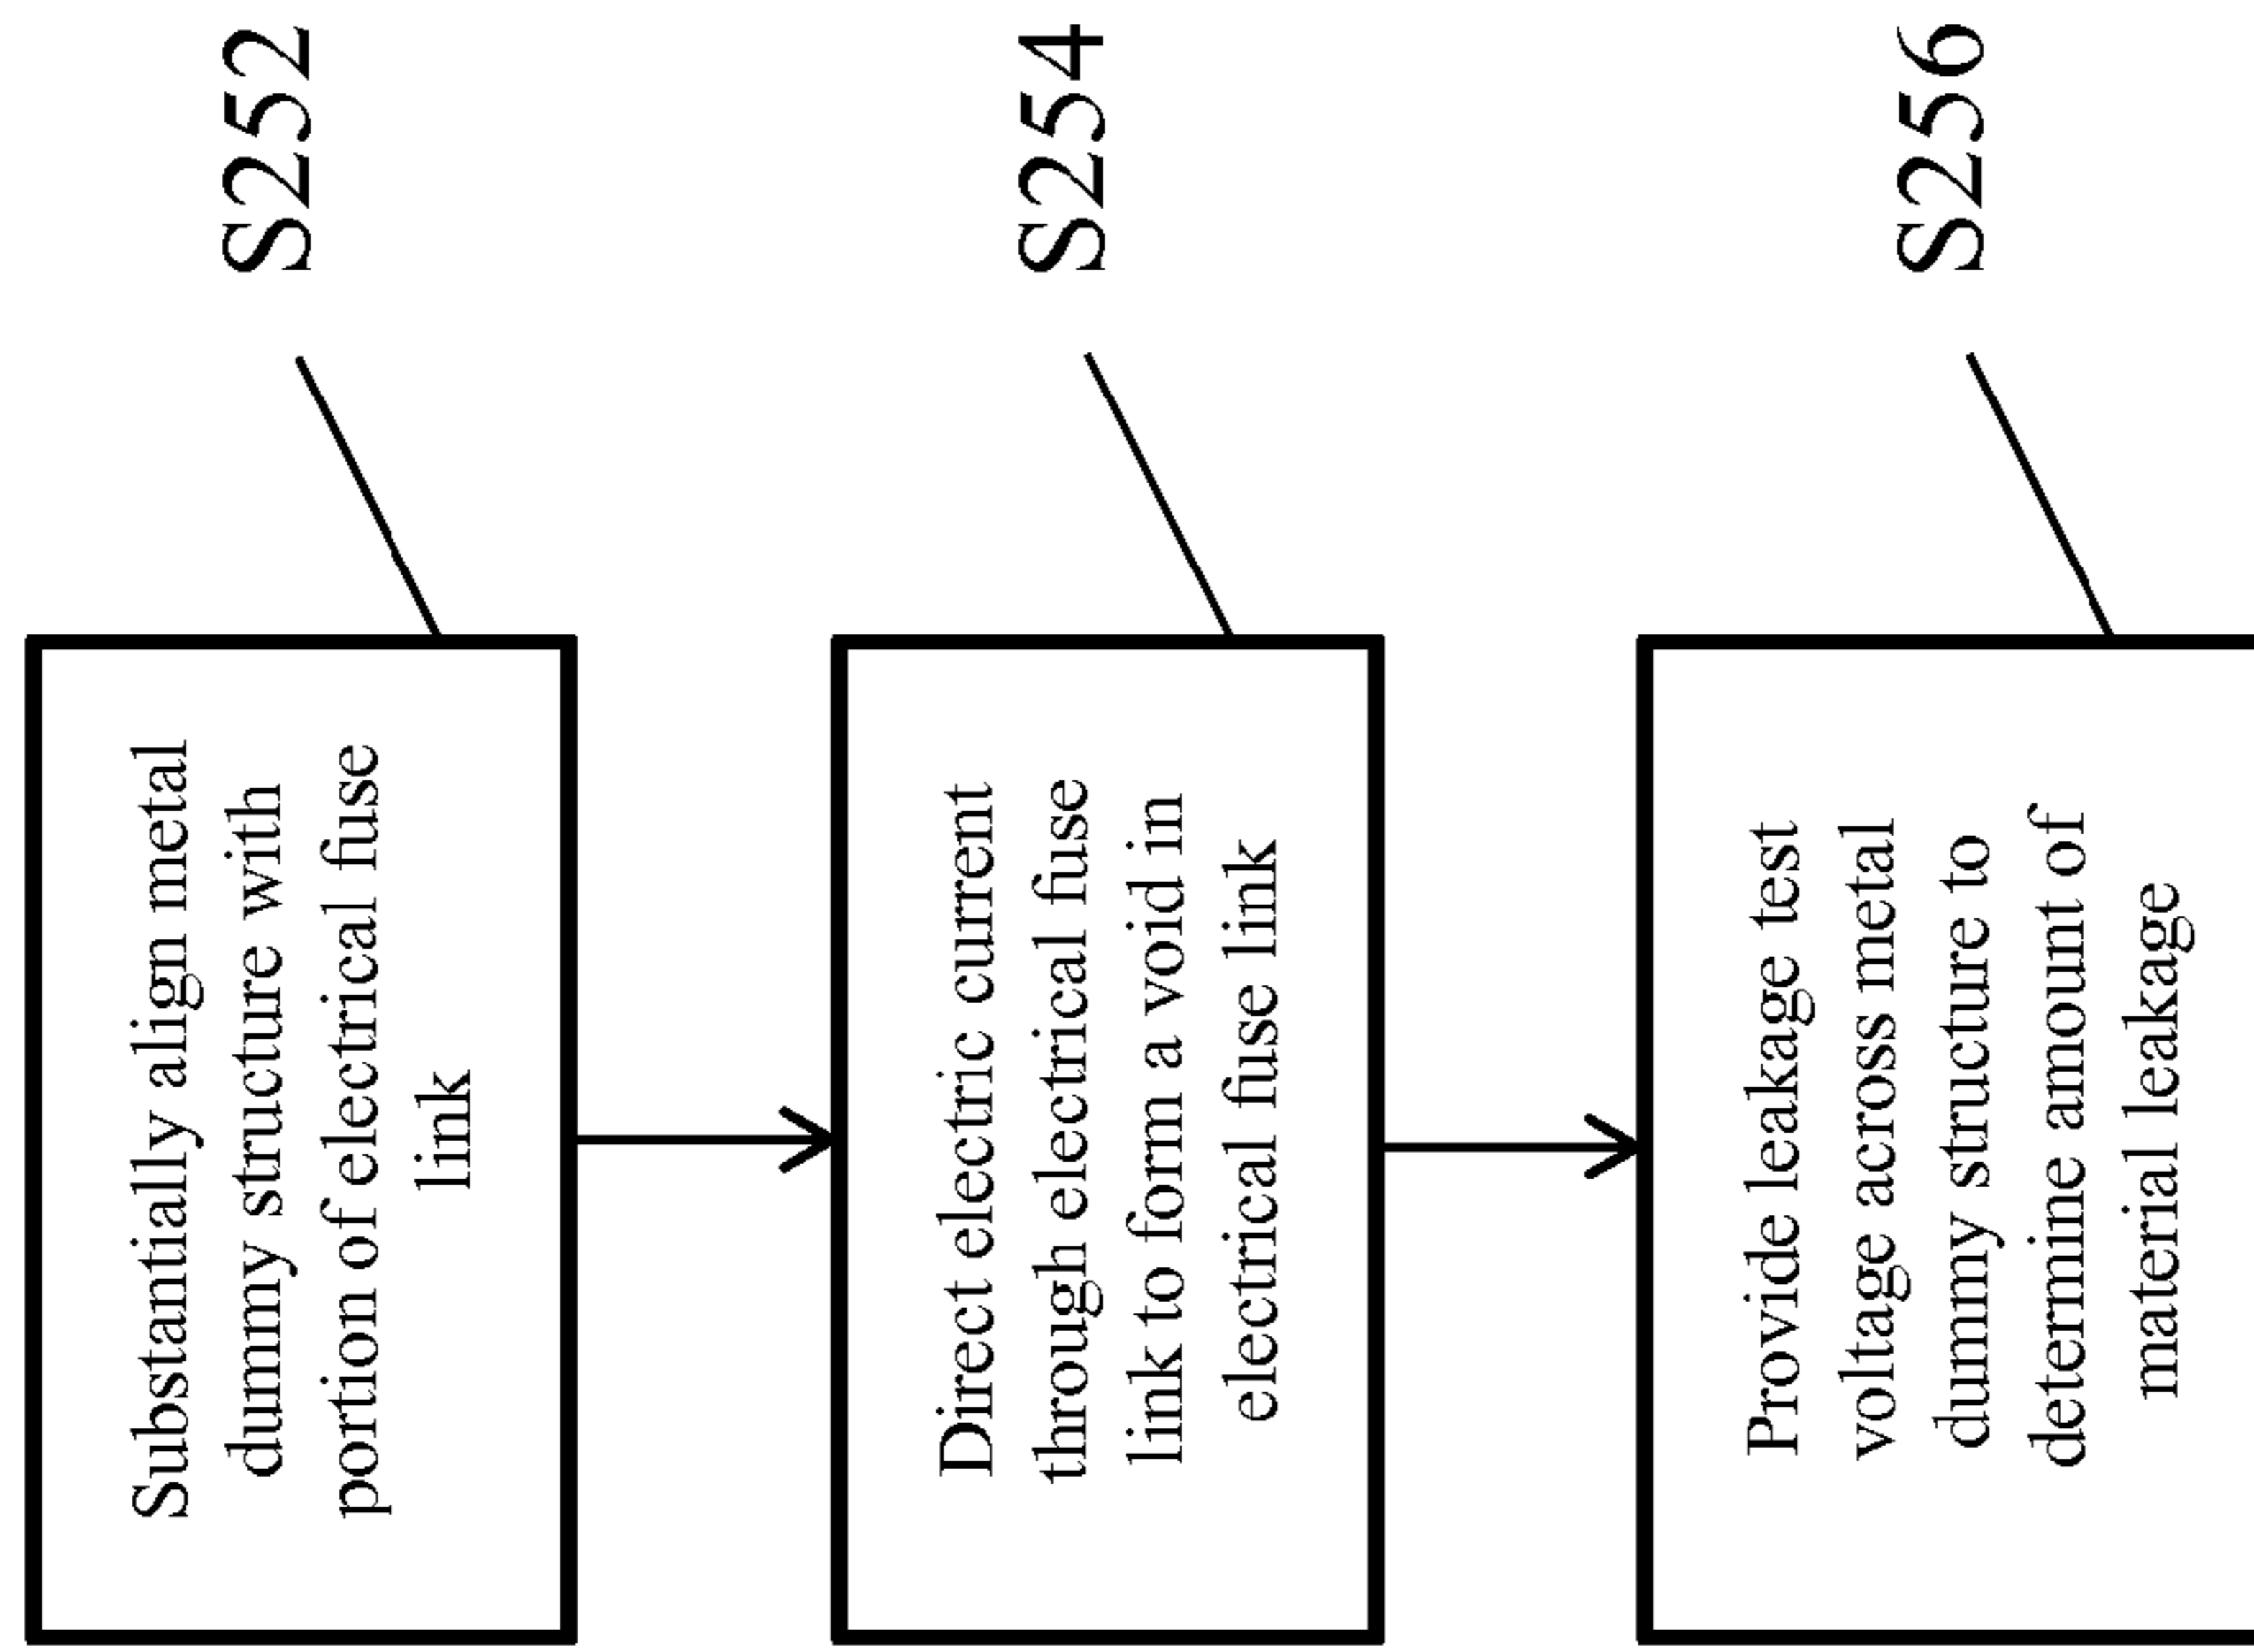 Substantially align metal
dummy structure with
portion of electrical fuse
link
S252
Direct electric current
through electrical fuse
link to form a void in
electrical fuse link
S254
Provide leakage test
voltage across metal
dummy structure to
determine amount of
material leakage
S256